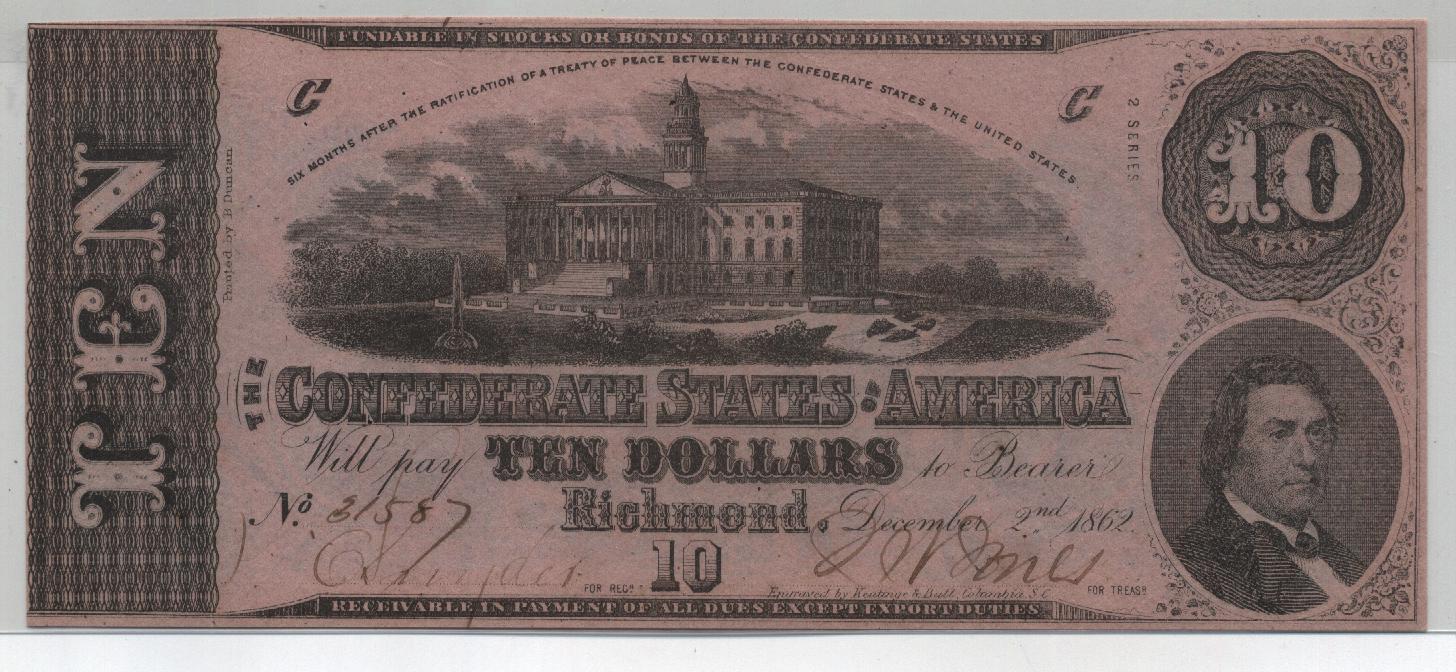 FUNDABLE IN STOCKS OR BONDS OF THE CONFEDERATE STATES
SIX MONTHS AFTER THE RATIFICATION OF A TREATY OF PEACE BETWEEN THE CONFEDERATE STATES & THE UNITED STATES.
C C
2 SERIES
10
TEN
Printed by B Duncan
THE CONFEDERATE STATES OF AMERICA
Will pay TEN DOLLARS to Bearer
No. 31587 Richmond, December 2nd 1862
10
FOR REGR
Engraved by Keatinge & Ball, Columbia, S.C.
FOR TREASR
RECEIVABLE IN PAYMENT OF ALL DUES EXCEPT EXPORT DUTIES